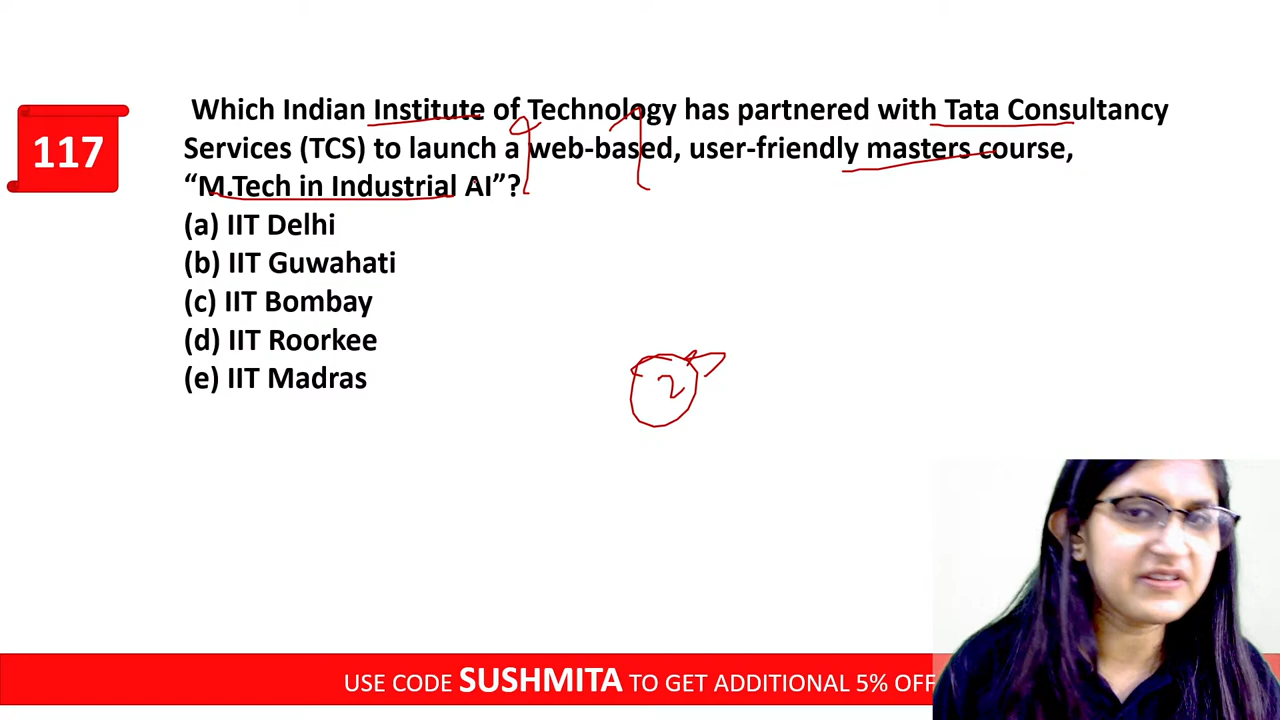 117
Which Indian Institute of Technology has partnered with Tata Consultancy
Services (TCS) to launch a web-based, user-friendly masters course,
“M.Tech in Industrial AI”?
(a) IIT Delhi
(b) IIT Guwahati
(c) IIT Bombay
(d) IIT Roorkee
(e) IIT Madras
2
USE CODE SUSHMITA TO GET ADDITIONAL 5% OFF